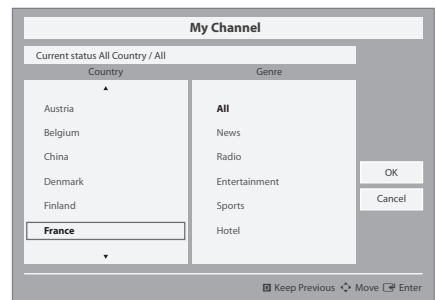 My Channel
Current status All Country / All
Country Genre
Austria All
Belgium News
China Radio
Denmark Entertainment
Finland Sports
France Hotel
OK
Cancel
D Keep Previous Move Enter